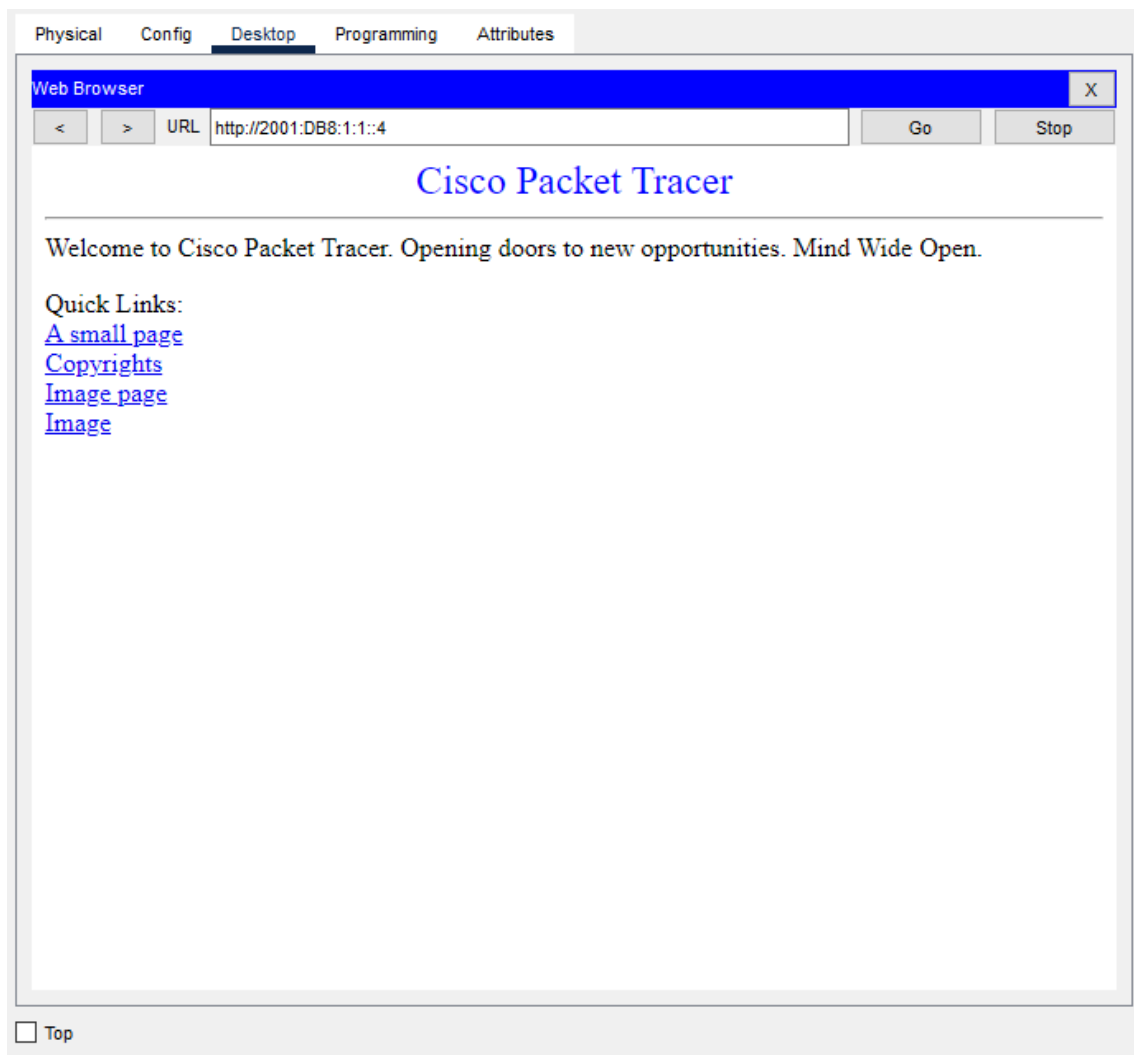 Physical Config Desktop Programming Attributes
Web Browser X
< > URL http://2001:DB8:1:1::4 Go Stop
Cisco Packet Tracer
Welcome to Cisco Packet Tracer. Opening doors to new opportunities. Mind Wide Open.
Quick Links:
A small page
Copyrights
Image page
Image
Top